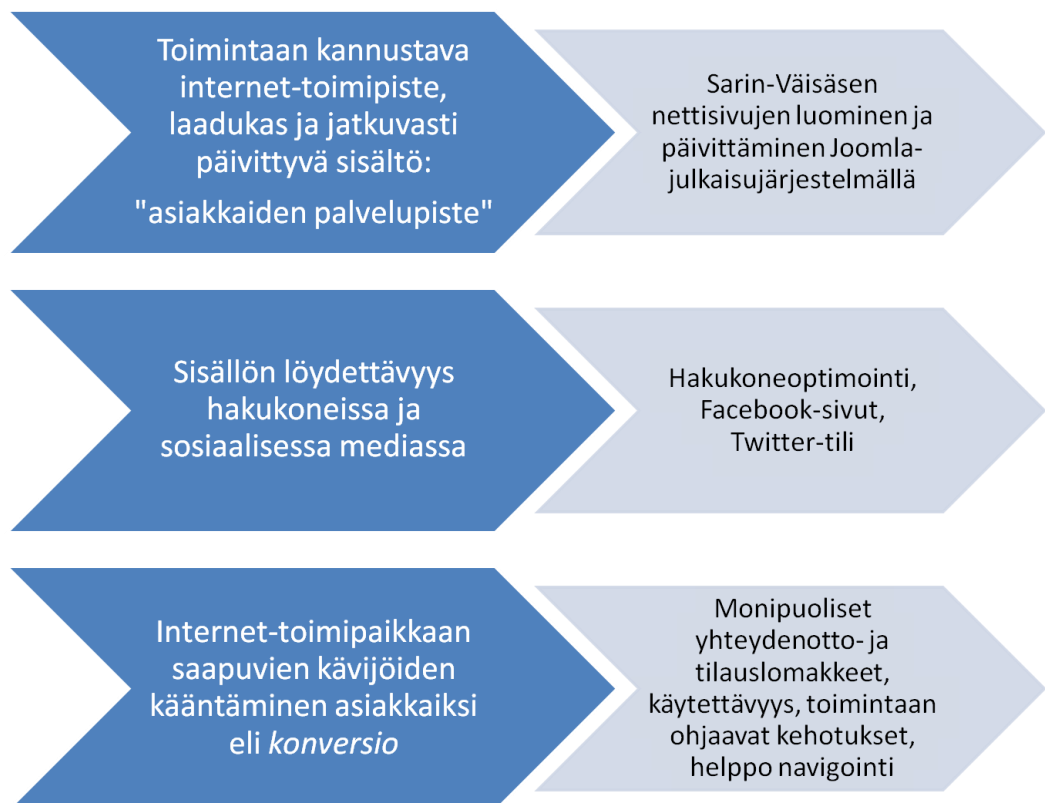 Toimintaan kannustava
internet-toimipiste,
laadukas ja jatkuvasti
päivittyvä sisältö:
"asiakkaiden palvelupiste"
Sarin-Väisäsen
nettisivujen luominen ja
päivittäminen Joomla-
julkaisujärjestelmällä
Sisällön löydettävyys
hakukoneissa ja
sosiaalisessa mediassa
Hakukoneoptimointi,
Facebook-sivut,
Twitter-tili
Internet-toimipaikkaan
saapuvien kävijöiden
kääntäminen asiakkaiksi
eli konversio
Monipuoliset
yhteydenotto- ja
tilauslomakkeet,
käytettävyys, toimintaan
ohjaavat kehotukset,
helppo navigointi